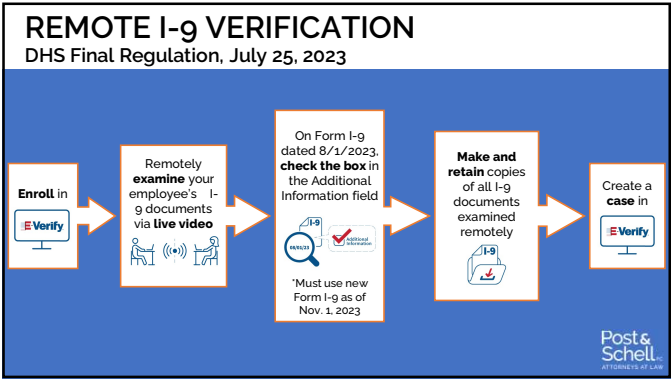 REMOTE I-9 VERIFICATION
DHS Final Regulation, July 25, 2023
Enroll in
E-Verify
Remotely
examine your
employee's I-
9 documents
via live video
On Form I-9
dated 8/1/2023,
check the box in
the Additional
Information field
I-9
08/01/23
Additional
Information
*Must use new
Form I-9 as of
Nov. 1, 2023
Make and
retain copies
of all I-9
documents
examined
remotely
I-9
Create a
case in
E-Verify
Post &
Schell PC
ATTORNEYS AT LAW